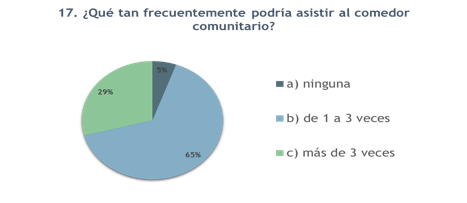 17. ¿Qué tan frecuentemente podría asistir al comedor
comunitario?
5%
29%
65%
a) ninguna
b) de 1 a 3 veces
c) más de 3 veces